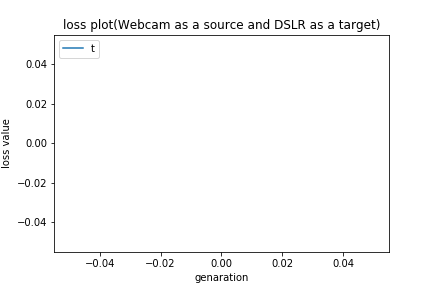 loss plot(Webcam as a source and DSLR as a target)
t
0.04
0.02
0.00
−0.02
−0.04
loss value
−0.04 −0.02 0.00 0.02 0.04
genaration